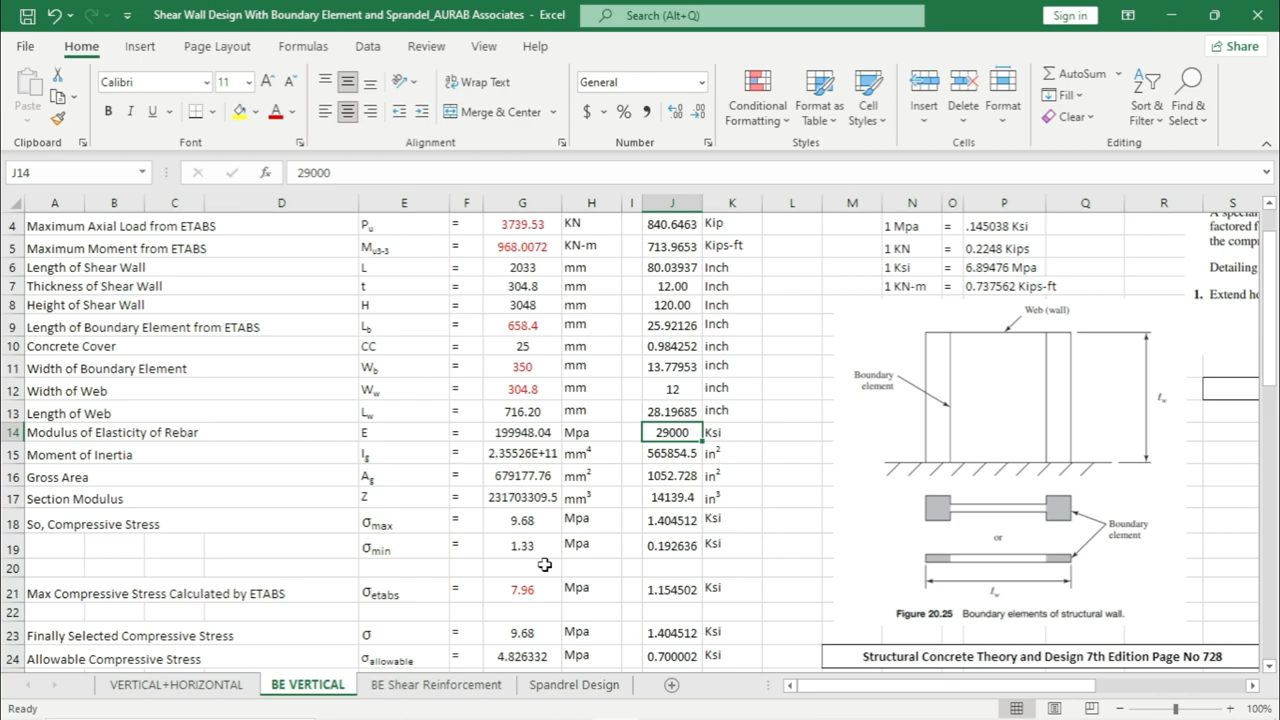 Shear Wall Design With Boundary Element and Sprandel_AURAB Associates - Excel
Search (Alt+Q)
Sign in
File Home Insert Page Layout Formulas Data Review View Help
Share
Paste
Calibri 11
Wrap Text
General
Merge & Center
Conditional Formatting
Format as Table
Cell Styles
Insert
Delete
Format
AutoSum
Fill
Clear
Sort & Filter
Find & Select
Clipboard Font Alignment Number Styles Cells Editing
J14 fx 29000
A B C D E F G H I J K L M N O P Q R S
4 Maximum Axial Load from ETABS Pu = 3739.53 KN 840.6463 Kip 1 Mpa = .145038 Ksi
5 Maximum Moment from ETABS Mu3-3 = 968.0072 KN-m 713.9653 Kips-ft 1 KN = 0.2248 Kips
6 Length of Shear Wall L = 2033 mm 80.03937 Inch 1 Ksi = 6.89476 Mpa
7 Thickness of Shear Wall t = 304.8 mm 12.00 Inch 1 KN-m = 0.737562 Kips-ft
8 Height of Shear Wall H = 3048 mm 120.00 Inch
9 Length of Boundary Element from ETABS Lb = 658.4 mm 25.92126 Inch
10 Concrete Cover CC = 25 mm 0.984252 inch
11 Width of Boundary Element Wb = 350 mm 13.77953 inch
12 Width of Web Ww = 304.8 mm 12 inch
13 Length of Web Lw = 716.20 mm 28.19685 inch
14 Modulus of Elasticity of Rebar E = 199948.04 Mpa 29000 Ksi
15 Moment of Inertia Ig = 2.35526E+11 mm4 565854.5 in2
16 Gross Area Ag = 679177.76 mm2 1052.728 in2
17 Section Modulus Z = 231703309.5 mm3 14139.4 in3
18 So, Compressive Stress σmax = 9.68 Mpa 1.404512 Ksi
19 σmin = 1.33 Mpa 0.192636 Ksi
20
21 Max Compressive Stress Calculated by ETABS σetabs = 7.96 Mpa 1.154502 Ksi
22
23 Finally Selected Compressive Stress σ = 9.68 Mpa 1.404512 Ksi
24 Allowable Compressive Stress σallowable = 4.826332 Mpa 0.700002 Ksi
A special
factored f
the comp
Detailing
1. Extend ho
Web (wall)
Boundary
element
ℓw
Boundary
element
or
ℓw
Figure 20.25 Boundary elements of structural wall.
Structural Concrete Theory and Design 7th Edition Page No 728
VERTICAL+HORIZONTAL BE VERTICAL BE Shear Reinforcement Spandrel Design
Ready
100%